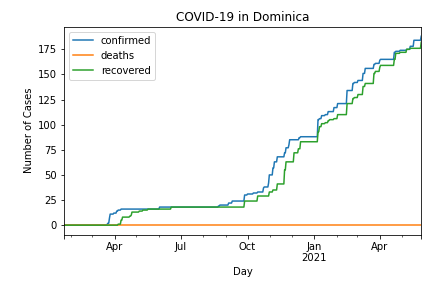 COVID-19 in Dominica
confirmed
deaths
recovered
Number of Cases
175
150
125
100
75
50
25
0
Apr
Jul
Oct
Jan
2021
Apr
Day